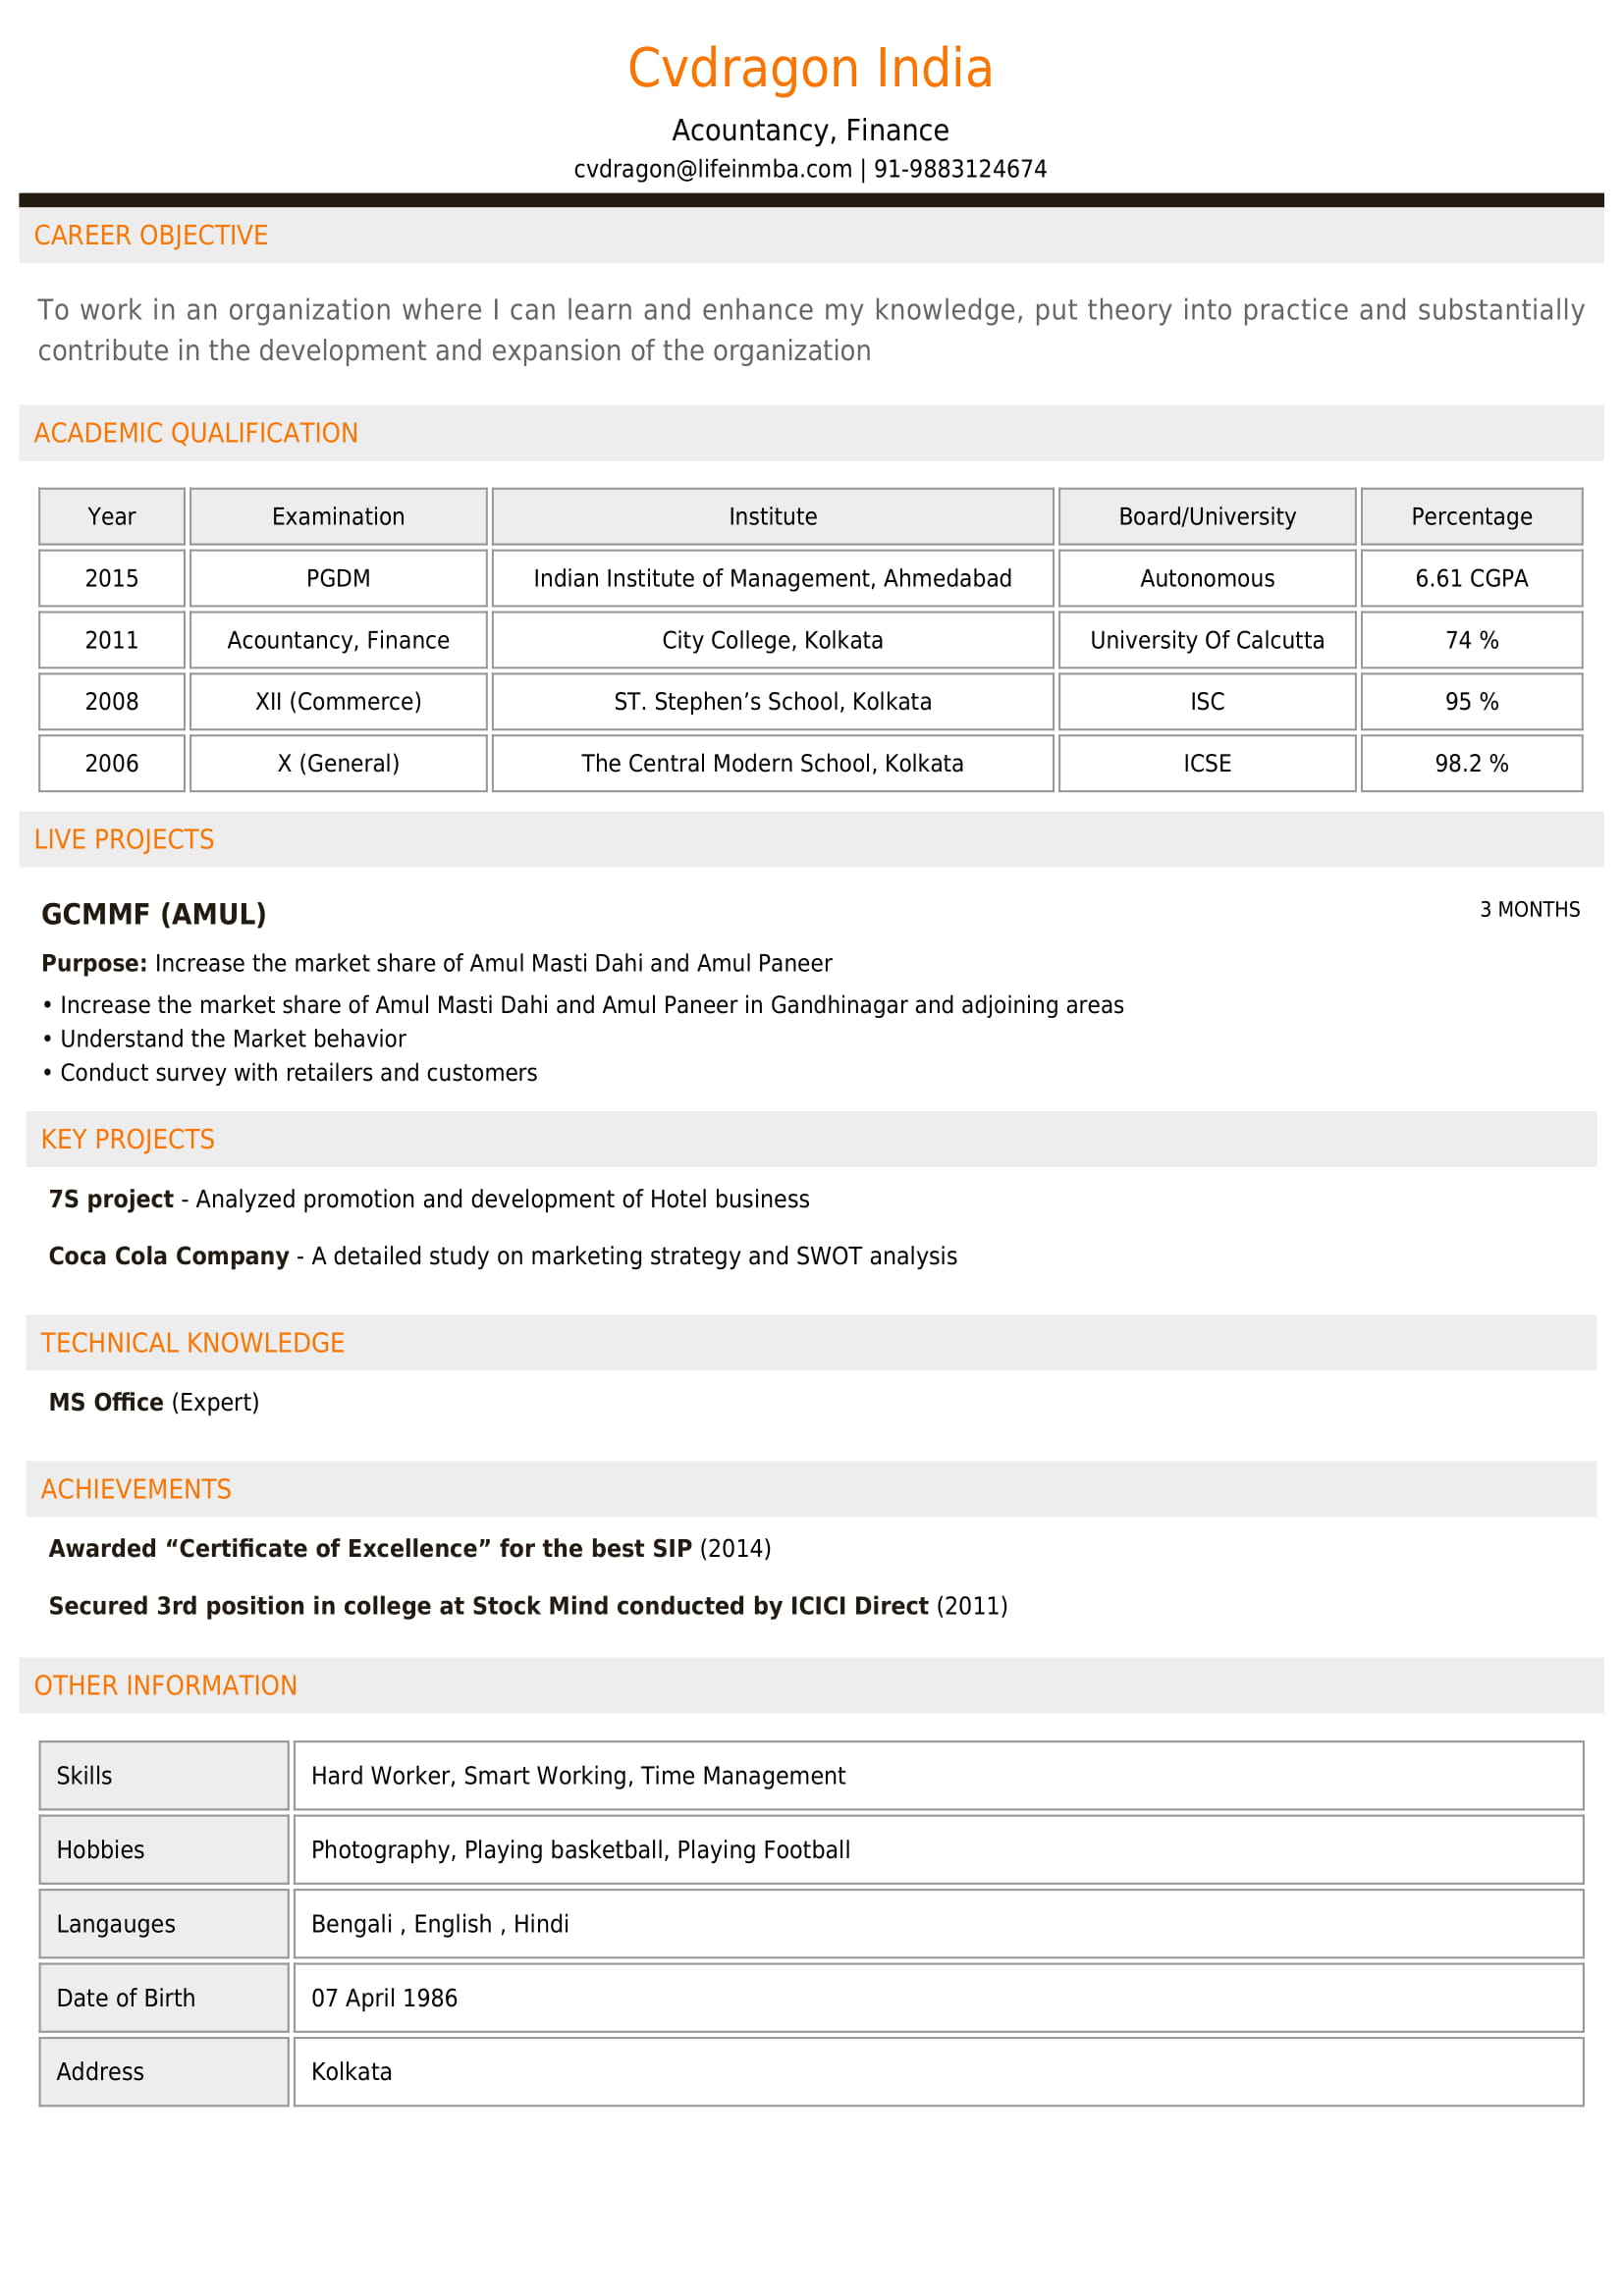 Cvdragon India
Acountancy, Finance
cvdragon@lifeinmba.com | 91-9883124674
CAREER OBJECTIVE
To work in an organization where I can learn and enhance my knowledge, put theory into practice and substantially
contribute in the development and expansion of the organization
ACADEMIC QUALIFICATION
Year Examination Institute Board/University Percentage
2015 PGDM Indian Institute of Management, Ahmedabad Autonomous 6.61 CGPA
2011 Acountancy, Finance City College, Kolkata University Of Calcutta 74 %
2008 XII (Commerce) ST. Stephen’s School, Kolkata ISC 95 %
2006 X (General) The Central Modern School, Kolkata ICSE 98.2 %
LIVE PROJECTS
GCMMF (AMUL) 3 MONTHS
Purpose: Increase the market share of Amul Masti Dahi and Amul Paneer
• Increase the market share of Amul Masti Dahi and Amul Paneer in Gandhinagar and adjoining areas
• Understand the Market behavior
• Conduct survey with retailers and customers
KEY PROJECTS
7S project - Analyzed promotion and development of Hotel business
Coca Cola Company - A detailed study on marketing strategy and SWOT analysis
TECHNICAL KNOWLEDGE
MS Office (Expert)
ACHIEVEMENTS
Awarded “Certificate of Excellence” for the best SIP (2014)
Secured 3rd position in college at Stock Mind conducted by ICICI Direct (2011)
OTHER INFORMATION
Skills Hard Worker, Smart Working, Time Management
Hobbies Photography, Playing basketball, Playing Football
Langauges Bengali , English , Hindi
Date of Birth 07 April 1986
Address Kolkata